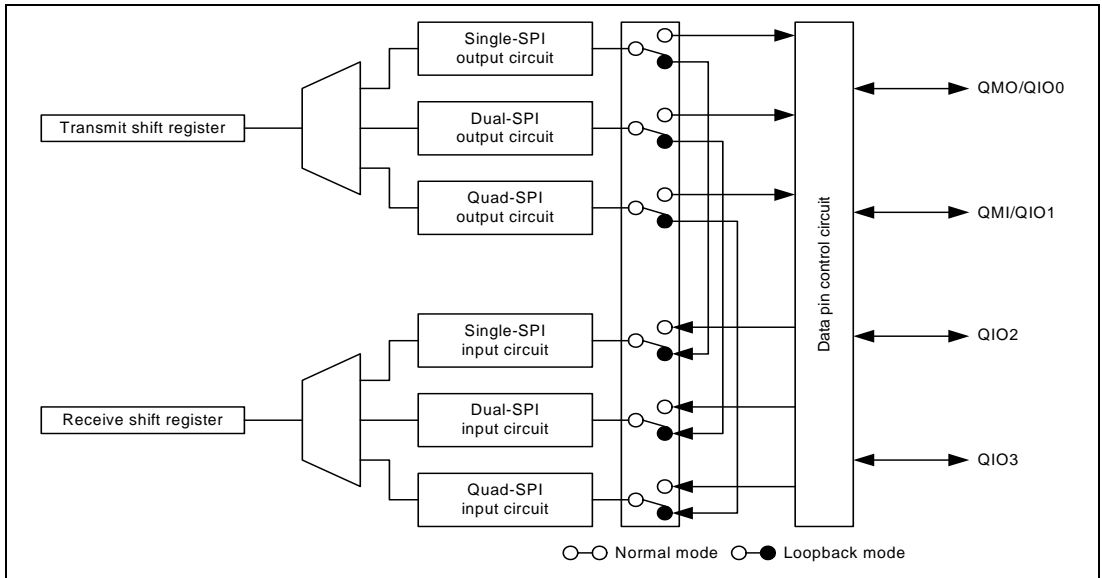 Single-SPI
output circuit
Transmit shift register
Dual-SPI
output circuit
Quad-SPI
output circuit
Single-SPI
input circuit
Receive shift register
Dual-SPI
input circuit
Quad-SPI
input circuit
Data pin control circuit
QMO/QIO0
QMI/QIO1
QIO2
QIO3
Normal mode
Loopback mode